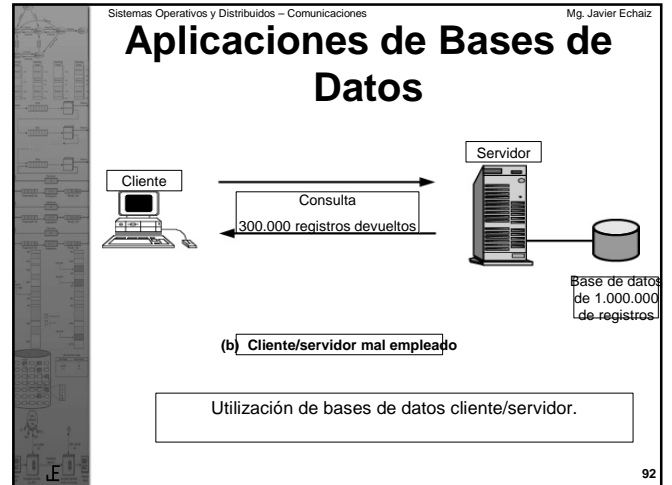 Sistemas Operativos y Distribuidos – Comunicaciones
Mg. Javier Echaiz
Aplicaciones de Bases de
Datos
Servidor
Cliente
Consulta
300.000 registros devueltos
Base de datos
de 1.000.000
de registros
(b) Cliente/servidor mal empleado
Utilización de bases de datos cliente/servidor.
JE
92